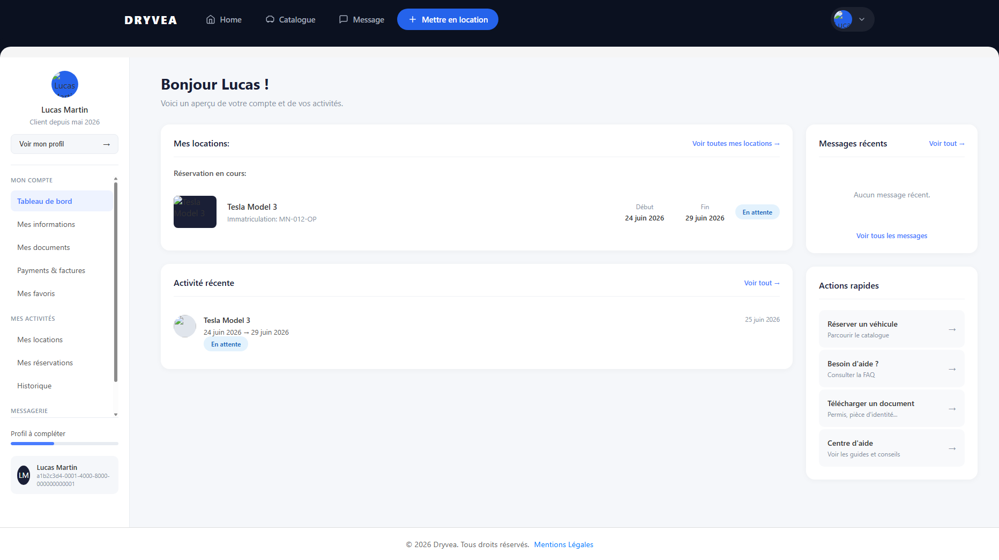 DRYVEA
Home
Catalogue
Message
Mettre en location
Lucas
Lucas
Martin
Lucas Martin
Client depuis mai 2026
Voir mon profil →
MON COMPTE
Tableau de bord
Mes informations
Mes documents
Payments & factures
Mes favoris
MES ACTIVITÉS
Mes locations
Mes réservations
Historique
MESSAGERIE
Profil à compléter
LM
Lucas Martin
a1b2c3d4-0001-4000-8000-
000000000001
Bonjour Lucas !
Voici un aperçu de votre compte et de vos activités.
Mes locations:
Voir toutes mes locations →
Réservation en cours:
Tesla
Model 3
Tesla Model 3
Immatriculation: MN-012-OP
Début
24 juin 2026
Fin
29 juin 2026
En attente
Activité récente
Voir tout →
Tesla Model 3
24 juin 2026 → 29 juin 2026
En attente
25 juin 2026
Messages récents
Voir tout →
Aucun message récent.
Voir tous les messages
Actions rapides
Réserver un véhicule
Parcourir le catalogue
→
Besoin d'aide ?
Consulter la FAQ
→
Télécharger un document
Permis, pièce d'identité...
→
Centre d'aide
Voir les guides et conseils
→
© 2026 Dryvea. Tous droits réservés. Mentions Légales